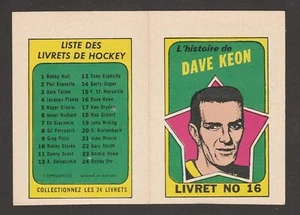 LISTE DES
LIVRETS DE HOCKEY
1 Bobby Hull
2 Phil Esposito
3 Dale Tallon
4 Jacques Plante
5 Roger Crozier
6 Henri Richard
7 Ed Giacomin
8 Gil Perreault
9 Greg Polis
10 Bobby Clarke
11 Danny Grant
12 A. Delvecchio
13 Tony Esposito
14 Garry Unger
15 F. St. Marseille
16 Dave Keon
17 Ken Dryden
18 Rod Gilbert
19 Juha Widing
20 O. Kurtenbach
21 Jude Drouin
22 Gary Smith
23 Gordie Howe
24 Bobby Orr
COLLECTIONNEZ LES 24 LIVRETS
L'histoire de
DAVE KEON
LIVRET NO 16